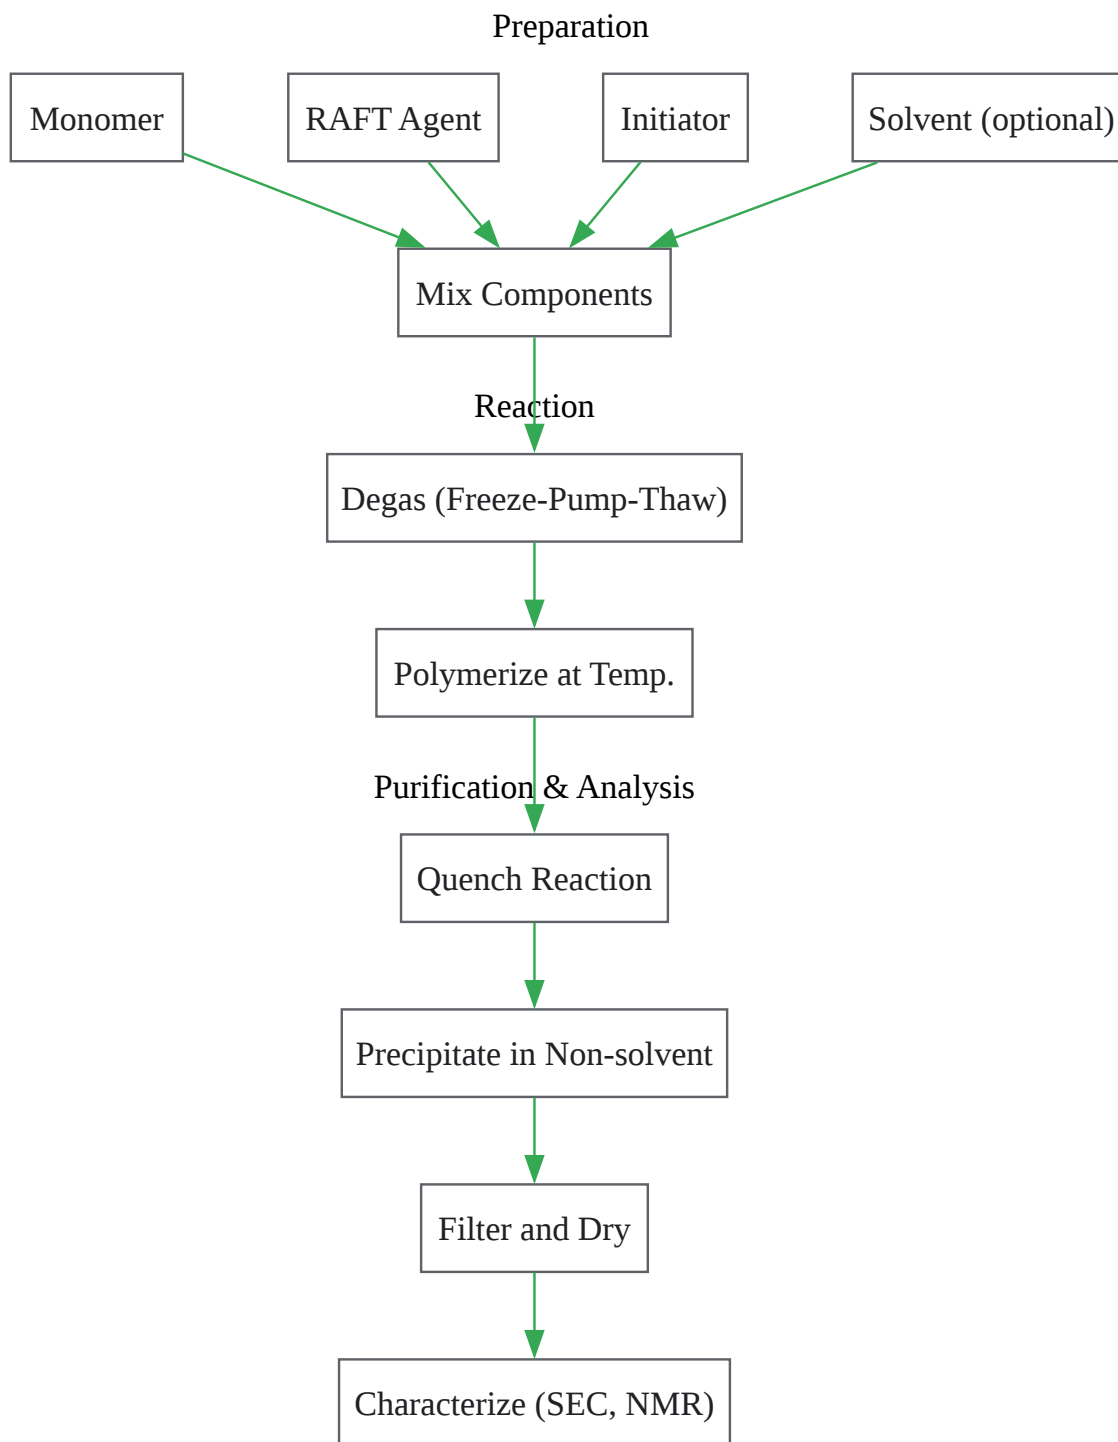 Preparation
Monomer
RAFT Agent
Initiator
Solvent (optional)
Mix Components
Reaction
Degas (Freeze-Pump-Thaw)
Polymerize at Temp.
Purification & Analysis
Quench Reaction
Precipitate in Non-solvent
Filter and Dry
Characterize (SEC, NMR)